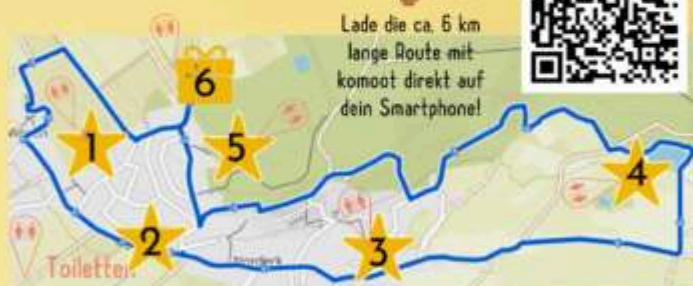 Lade die ca. 6 km
lange Route mit
komoot direkt auf
dein Smartphone!
6
1
5
4
2
3
Toiletten